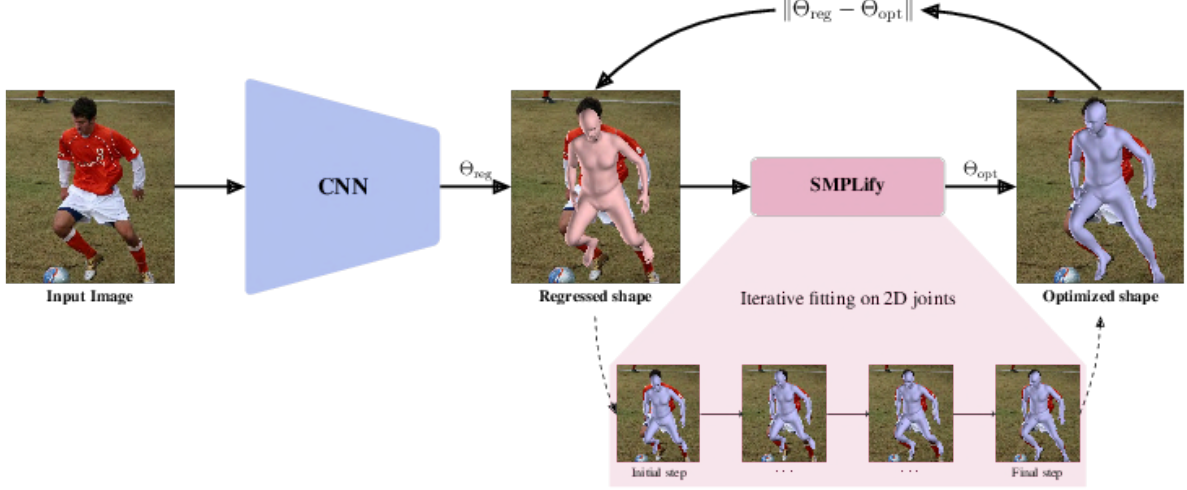 ‖Θreg − Θopt‖
CNN
Θreg
SMPLify
Θopt
Input Image
Regressed shape
Iterative fitting on 2D joints
Optimized shape
Initial step
. . .
. . .
Final step